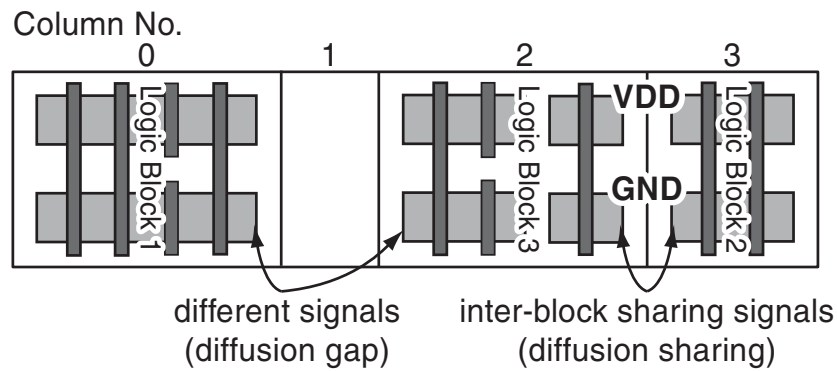 Column No.
0 1 2 3
Logic Block 1
Logic Block 3
VDD
GND
Logic Block 2
different signals
(diffusion gap)
inter-block sharing signals
(diffusion sharing)